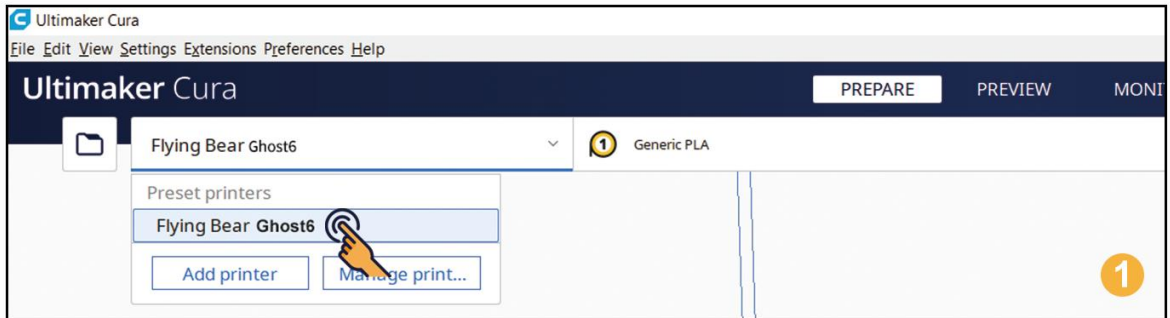 Ultimaker Cura
File Edit View Settings Extensions Preferences Help
Ultimaker Cura PREPARE PREVIEW MONI
Flying Bear Ghost6 1 Generic PLA
Preset printers
Flying Bear Ghost6
Add printer Manage print...
1